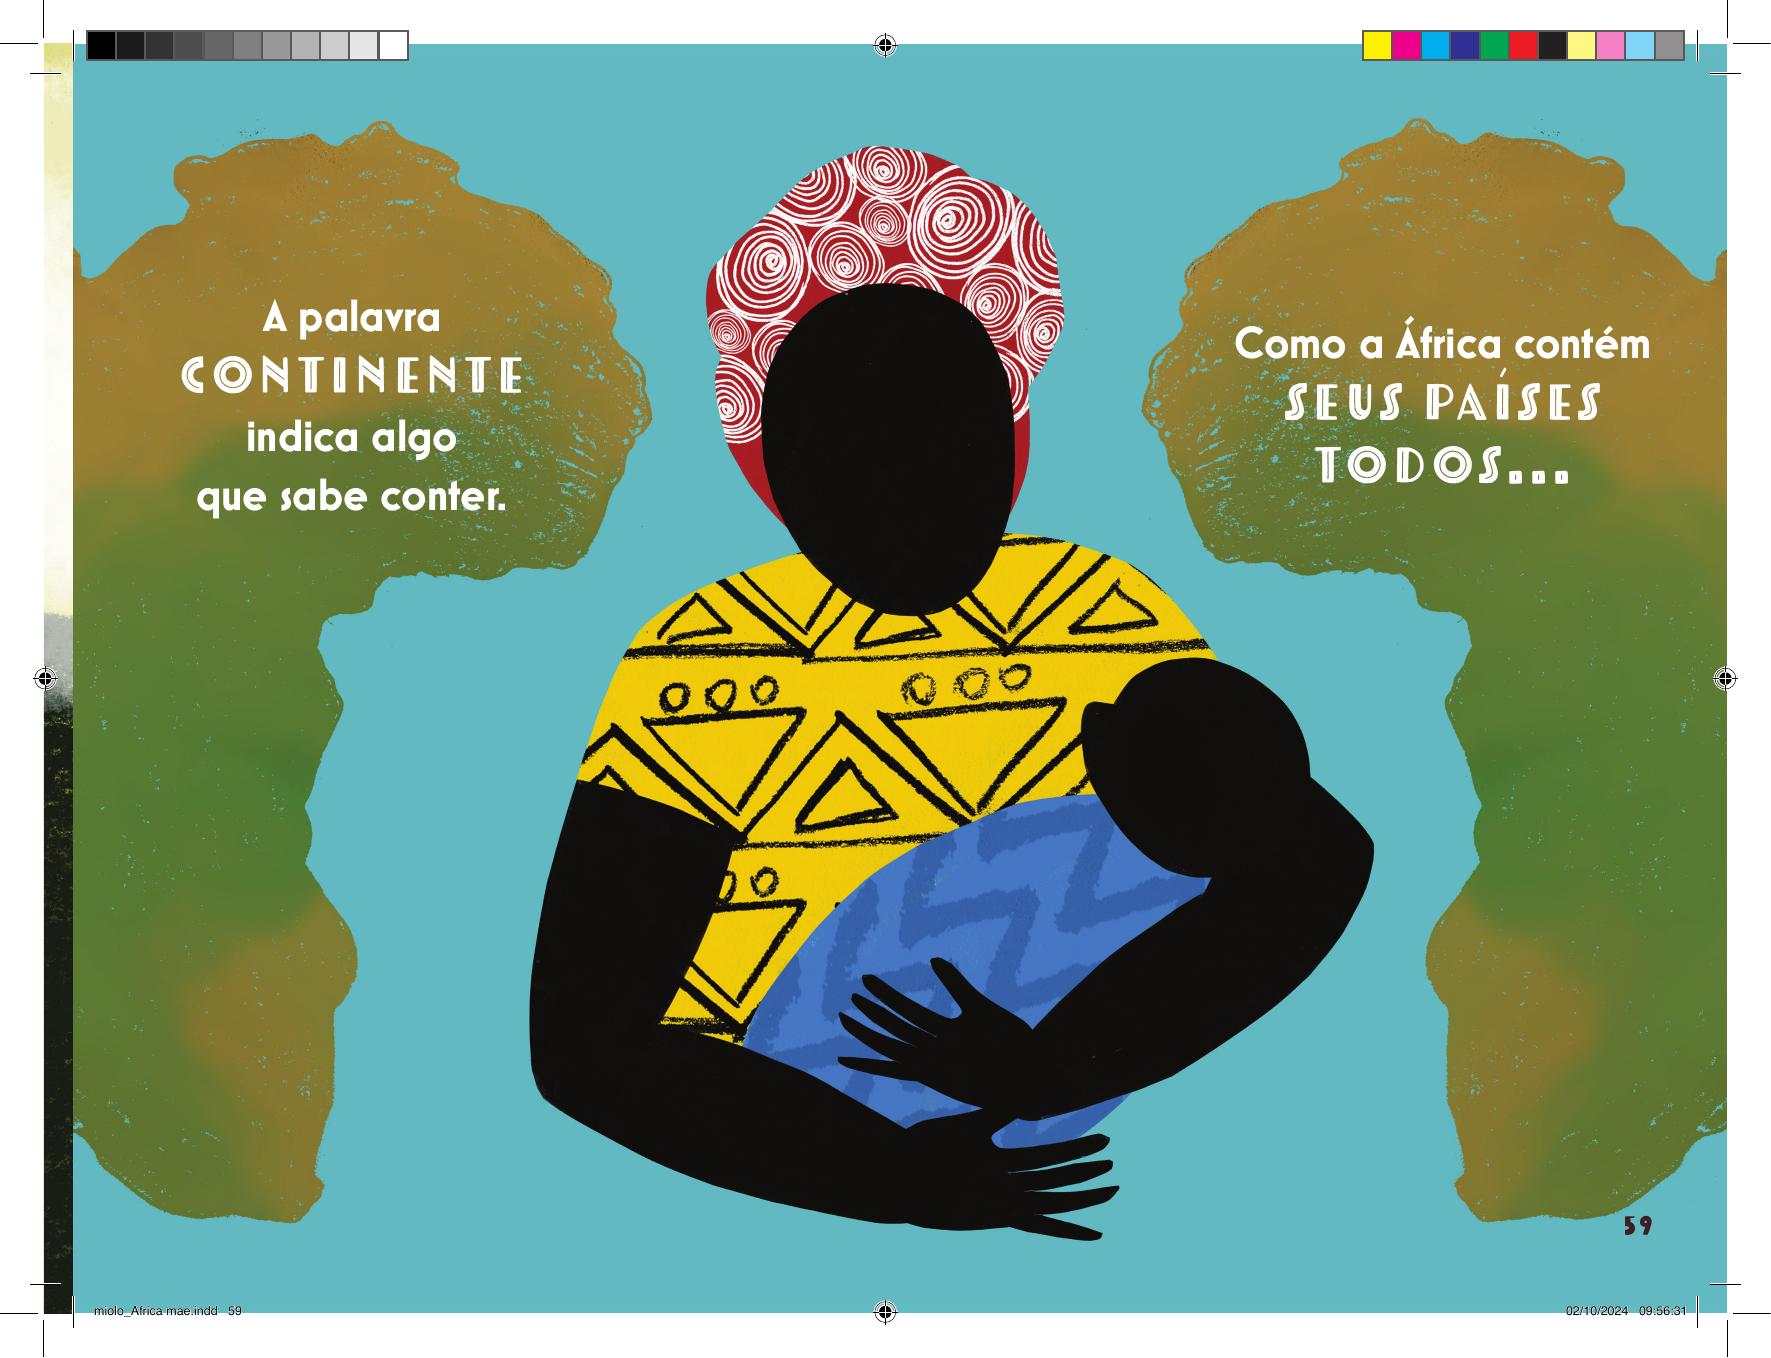 A palavra
CONTINENTE
indica algo
que sabe conter.
Como a África contém
SEUS PAÍSES
TODOS...
59
miolo_Africa mae.indd 59
02/10/2024 09:56:31